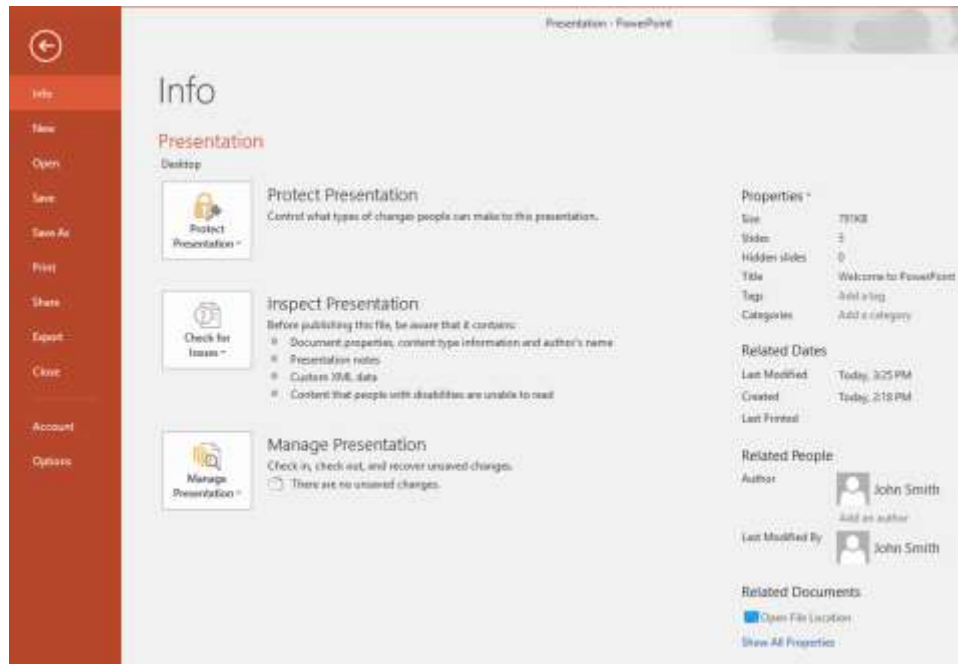 Presentation - PowerPoint
Info
New
Open
Save
Save As
Print
Share
Export
Close
Account
Options
Info
Presentation
Desktop
Protect Presentation
Protect Presentation
Control what types of changes people can make to this presentation.
Check for Issues
Inspect Presentation
Before publishing this file, be aware that it contains:
Document properties, content type information and author's name
Presentation notes
Custom XML data
Content that people with disabilities are unable to read
Manage Presentation
Manage Presentation
Check in, check out, and recover unsaved changes.
There are no unsaved changes.
Properties
Size 791KB
Slides 5
Hidden slides 0
Title Welcome to PowerPoint
Tags Add a tag
Categories Add a category
Related Dates
Last Modified Today, 3:25 PM
Created Today, 2:18 PM
Last Printed
Related People
Author John Smith
Add an author
Last Modified By John Smith
Related Documents
Open File Location
Show All Properties